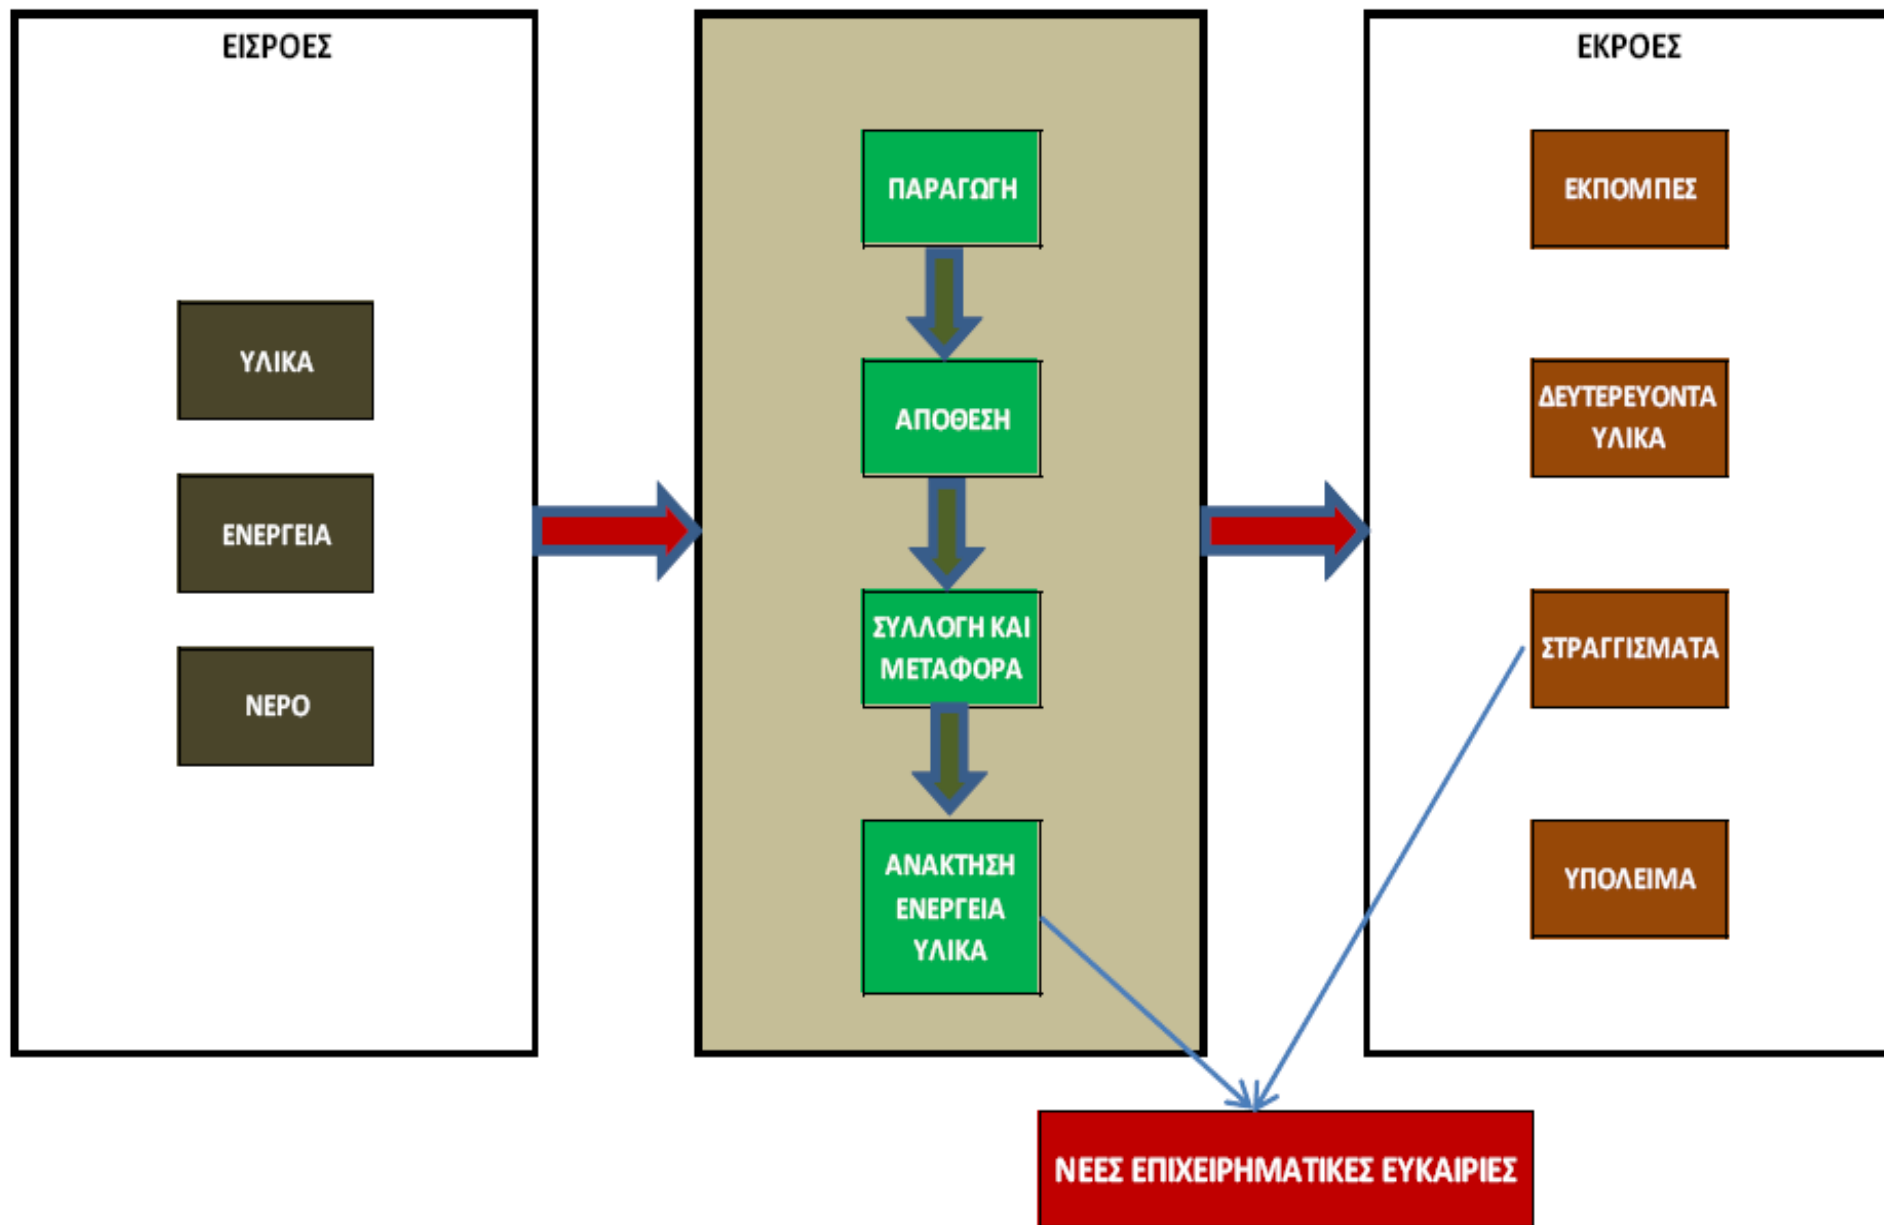 ΕΙΣΡΟΕΣ
ΥΛΙΚΑ
ΕΝΕΡΓΕΙΑ
ΝΕΡΟ
ΠΑΡΑΓΩΓΗ
ΑΠΟΘΕΣΗ
ΣΥΛΛΟΓΗ ΚΑΙ
ΜΕΤΑΦΟΡΑ
ΑΝΑΚΤΗΣΗ
ΕΝΕΡΓΕΙΑ
ΥΛΙΚΑ
ΕΚΡΟΕΣ
ΕΚΠΟΜΠΕΣ
ΔΕΥΤΕΡΕΥΟΝΤΑ
ΥΛΙΚΑ
ΣΤΡΑΓΓΙΣΜΑΤΑ
ΥΠΟΛΕΙΜΑ
ΝΕΕΣ ΕΠΙΧΕΙΡΗΜΑΤΙΚΕΣ ΕΥΚΑΙΡΙΕΣ